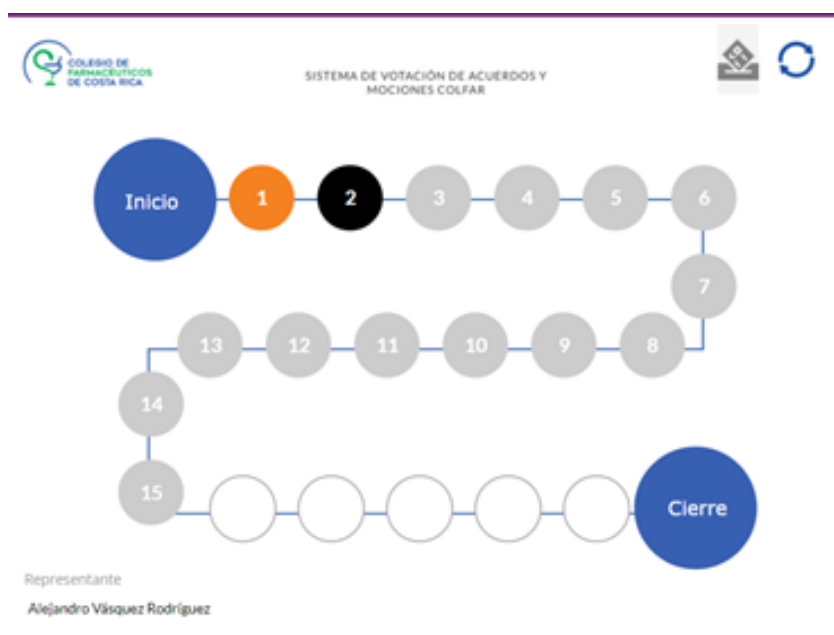 COLEGIO DE
FARMACÉUTICOS
DE COSTA RICA
SISTEMA DE VOTACIÓN DE ACUERDOS Y
MOCIONES COLFAR
Inicio
1
2
3
4
5
6
7
8
9
10
11
12
13
14
15
Cierre
Representante
Alejandro Vásquez Rodríguez